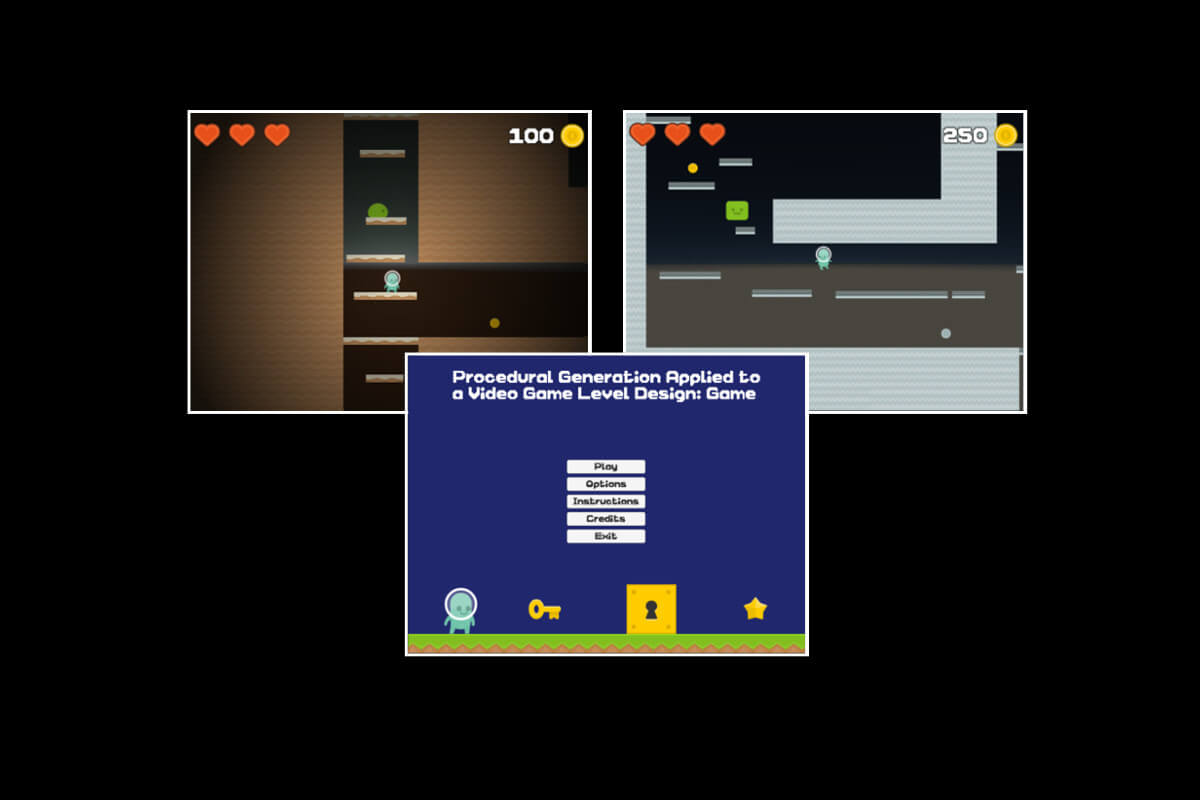 100
250
Procedural Generation Applied to
a Video Game Level Design: Game
Play
Options
Instructions
Credits
Exit